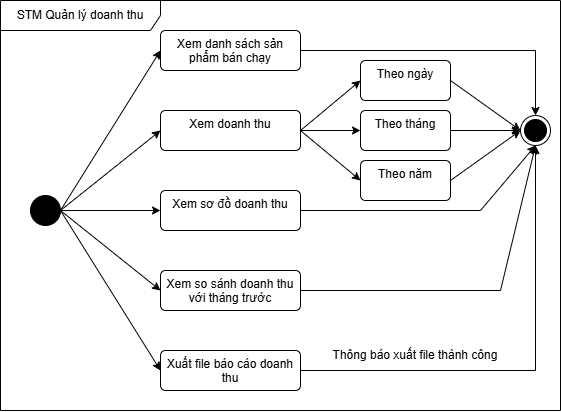 STM Quản lý doanh thu
Xem danh sách sản
phẩm bán chạy
Theo ngày
Xem doanh thu
Theo tháng
Theo năm
Xem sơ đồ doanh thu
Xem so sánh doanh thu
với tháng trước
Xuất file báo cáo doanh
thu
Thông báo xuất file thành công